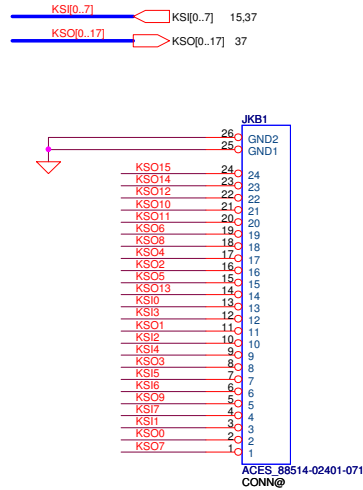 KSI[0..7] KSI[0..7] 15,37
KSO[0..17] KSO[0..17] 37
JKB1
26 GND2
25 GND1
KSO15 24 24
KSO14 23 23
KSO12 22 22
KSO10 21 21
KSO11 20 20
KSO6 19 19
KSO8 18 18
KSO4 17 17
KSO2 16 16
KSO5 15 15
KSO13 14 14
KSI0 13 13
KSI3 12 12
KSO1 11 11
KSI2 10 10
KSI4 9 9
KSO3 8 8
KSI5 7 7
KSI6 6 6
KSO9 5 5
KSI7 4 4
KSI1 3 3
KSO0 2 2
KSO7 1 1
ACES_88514-02401-071
CONN@